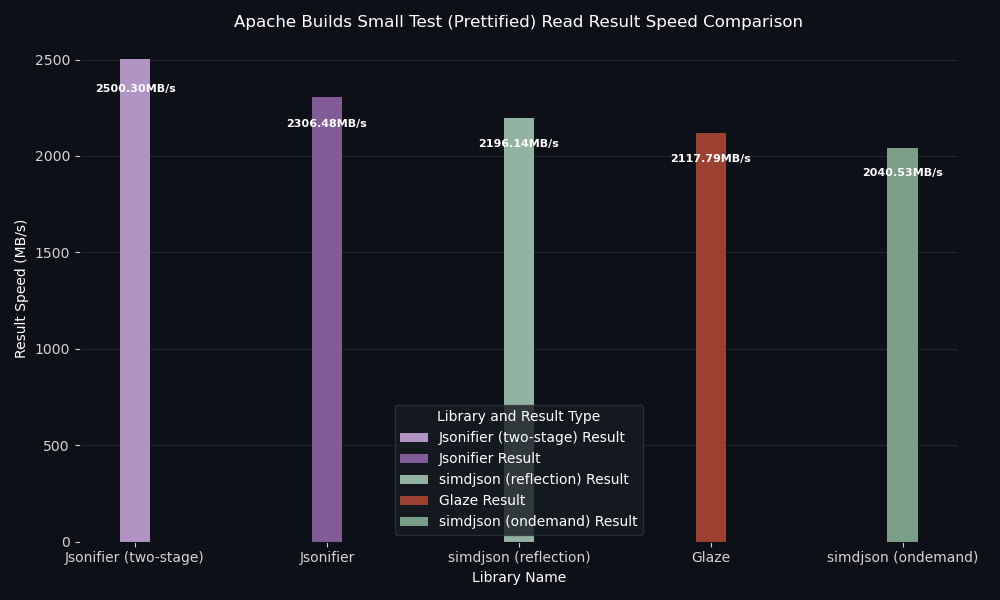 Apache Builds Small Test (Prettified) Read Result Speed Comparison
2500
2000
1500
1000
500
0
Result Speed (MB/s)
2500.30MB/s
2306.48MB/s
2196.14MB/s
2117.79MB/s
2040.53MB/s
Library and Result Type
Jsonifier (two-stage) Result
Jsonifier Result
simdjson (reflection) Result
Glaze Result
simdjson (ondemand) Result
Jsonifier (two-stage) Jsonifier simdjson (reflection) Glaze simdjson (ondemand)
Library Name